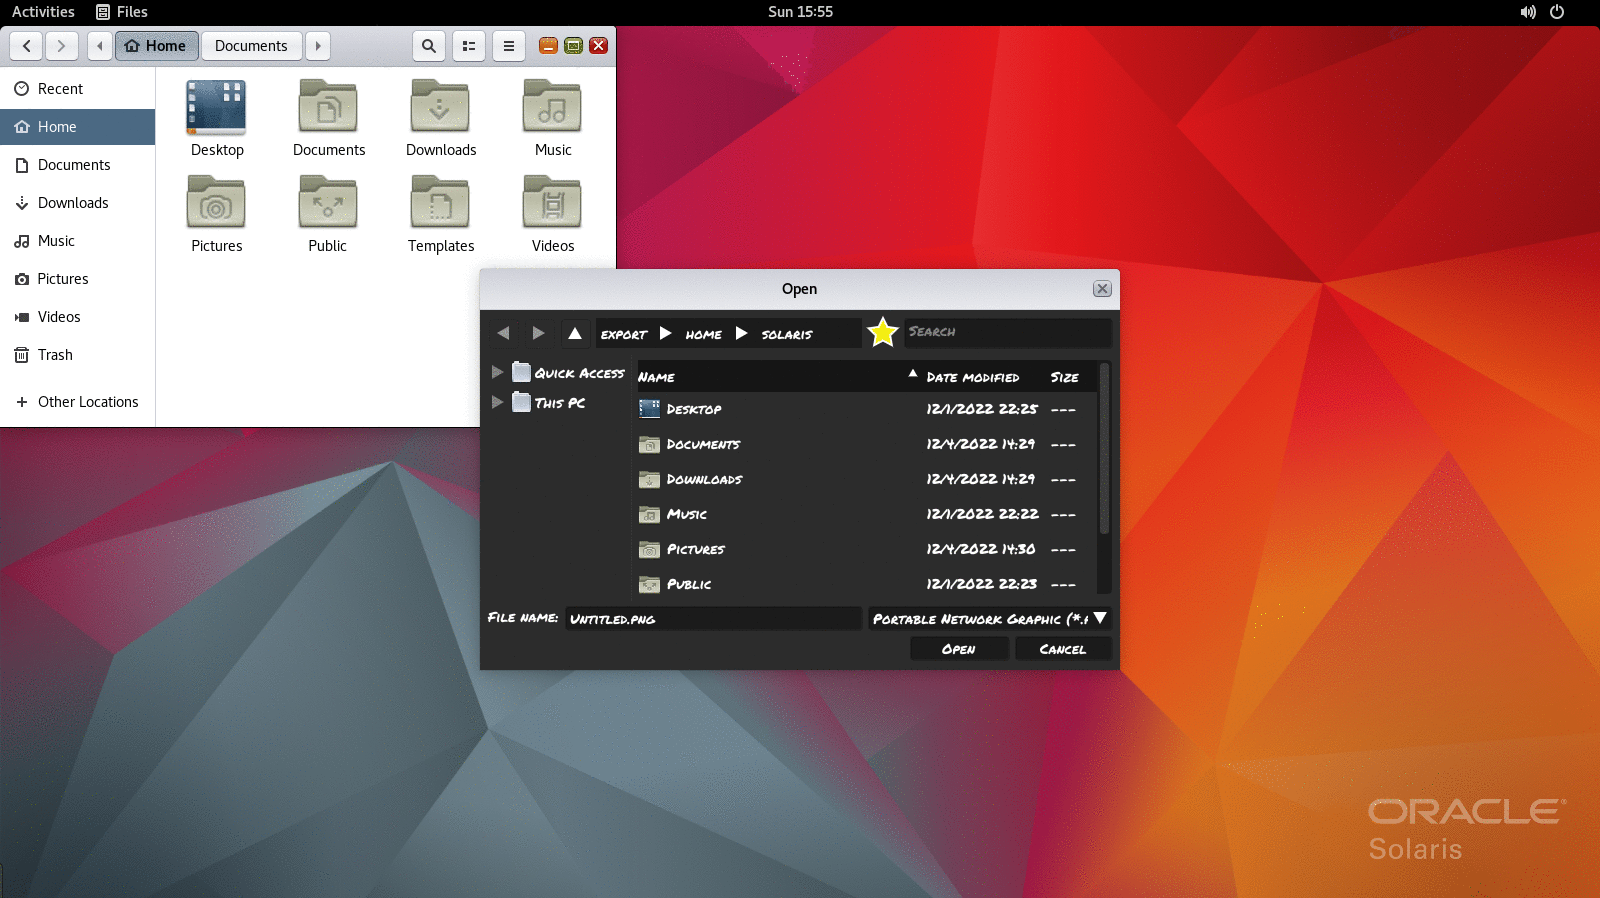 Activities Files Sun 15:55
Home Documents
Recent
Home
Documents
Downloads
Music
Pictures
Videos
Trash
Other Locations
Desktop Documents Downloads Music
Pictures Public Templates Videos
Open
EXPORT HOME SOLARIS SEARCH
QUICK ACCESS
THIS PC
NAME DATE MODIFIED SIZE
DESKTOP 12/1/2022 22:25 ---
DOCUMENTS 12/4/2022 14:29 ---
DOWNLOADS 12/4/2022 14:29 ---
MUSIC 12/1/2022 22:22 ---
PICTURES 12/4/2022 14:30 ---
PUBLIC 12/1/2022 22:23 ---
FILE NAME: UNTITLED.PNG PORTABLE NETWORK GRAPHIC (*.
OPEN CANCEL
ORACLE®
Solaris